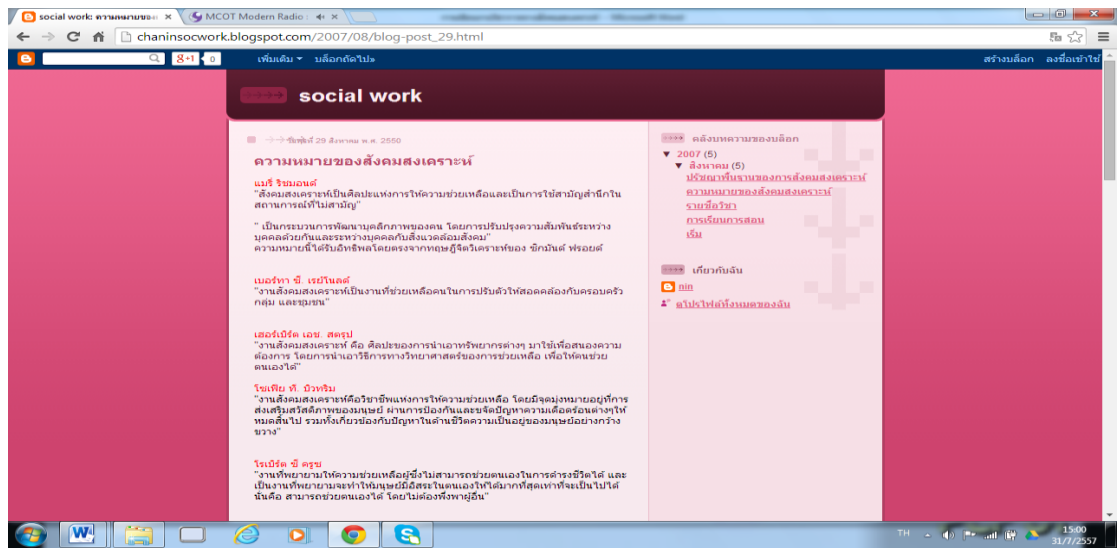 social work: ความหมายของ
MCOT Modern Radio :
chaninsocwork.blogspot.com/2007/08/blog-post_29.html
+1 0 เพิ่มเติม บล็อกถัดไป» สร้างบล็อก ลงชื่อเข้าใช้
social work
29 สิงหาคม พ.ศ. 2550
ความหมายของสังคมสงเคราะห์
แมรี่ ริชมอนด์
"สังคมสงเคราะห์เป็นศิลปะแห่งการให้ความช่วยเหลือและเป็นการใช้สามัญสำนึกใน
สถานการณ์ที่ไม่สามัญ"
" เป็นกระบวนการพัฒนาบุคลิกภาพของตน โดยการปรับปรุงความสัมพันธ์ระหว่าง
บุคคลด้วยกันและระหว่างบุคคลกับสิ่งแวดล้อมสังคม"
ความหมายนี้ได้รับอิทธิพลโดยตรงจากทฤษฎีจิตวิเคราะห์ของ ซิกมันด์ ฟรอยด์
เบอร์ทา ซี. เรย์โนลด์
"งานสังคมสงเคราะห์เป็นงานที่ช่วยเหลือคนในการปรับตัวให้สอดคล้องกับครอบครัว
กลุ่ม และชุมชน"
เฮอร์เบิร์ต เอช. สตรุป
"งานสังคมสงเคราะห์ คือ ศิลปะของการนำเอาทรัพยากรต่างๆ มาใช้เพื่อสนองความ
ต้องการ โดยการนำเอาวิธีการทางวิทยาศาสตร์ของการช่วยเหลือ เพื่อให้ตนช่วย
ตนเองได้"
โซเฟีย ที. บิวทริม
"งานสังคมสงเคราะห์คือวิชาชีพแห่งการให้ความช่วยเหลือ โดยมีจุดมุ่งหมายอยู่ที่การ
ส่งเสริมสวัสดิภาพของมนุษย์ ผ่านการป้องกันและขจัดปัญหาความเดือดร้อนต่างๆให้
หมดสิ้นไป รวมทั้งเกี่ยวข้องกับปัญหาในด้านชีวิตความเป็นอยู่ของมนุษย์อย่างกว้าง
ขวาง"
โรเบิร์ต ซี ครูซ
"งานที่พยายามให้ความช่วยเหลือผู้ซึ่งไม่สามารถช่วยตนเองในการดำรงชีวิตได้ และ
เป็นงานที่พยายามจะทำให้มนุษย์มีอิสระในตนเองให้ได้มากที่สุดเท่าที่จะเป็นไปได้
นั่นคือ สามารถช่วยตนเองได้ โดยไม่ต้องพึ่งพาผู้อื่น"
คลังบทความของบล็อก
▼ 2007 (5)
▼ สิงหาคม (5)
ปรัชญาพื้นฐานของการสังคมสงเคราะห์
ความหมายของสังคมสงเคราะห์
รายชื่อวิชา
การเรียนการสอน
เริ่ม
เกี่ยวกับฉัน
nin
ดูโปรไฟล์ทั้งหมดของฉัน
TH 15:00
31/7/2557